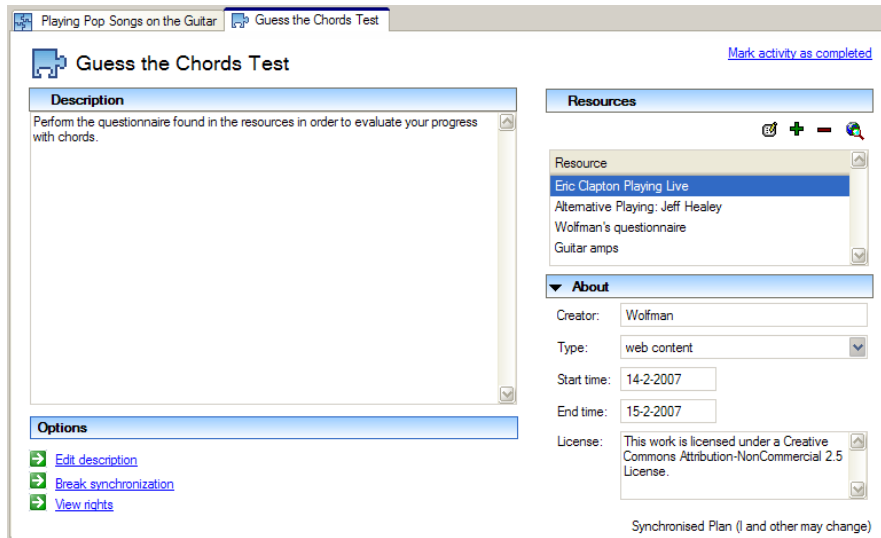 Playing Pop Songs on the Guitar
Guess the Chords Test
Guess the Chords Test
Mark activity as completed
Description
Perform the questionnaire found in the resources in order to evaluate your progress
with chords.
Options
Edit description
Break synchronization
View rights
Resources
Resource
Eric Clapton Playing Live
Alternative Playing: Jeff Healey
Wolfman's questionnaire
Guitar amps
About
Creator: Wolfman
Type: web content
Start time: 14-2-2007
End time: 15-2-2007
License: This work is licensed under a Creative
Commons Attribution-NonCommercial 2.5
License.
Synchronised Plan (I and other may change)